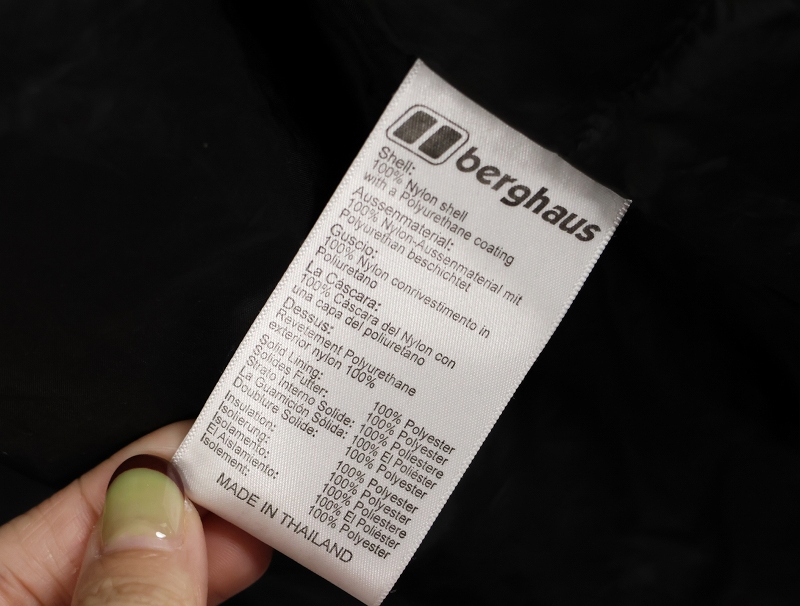 berghaus
Shell:
100% Nylon shell
with a Polyurethane coating
Aussenmaterial:
100% Nylon-Aussenmaterial mit
Polyurethan beschichtet
Guscio:
100% Nylon conrivestimento in
Poliuretano
La Cáscara:
100% Cáscara del Nylon con
una capa del poliuretano
Dessus:
Revetement Polyurethane
exterior nylon 100%
Solid Lining: 100% Polyester
Solides Futter: 100% Polyester
Strato Interno Solide: 100% Poliestere
La Guarnición Sólida: 100% El Poliéster
Doublure Solide: 100% Polyester
Insulation: 100% Polyester
Isolierung: 100% Polyester
Isolamento: 100% Poliestere
El Aislamiento: 100% El Poliéster
Isolement: 100% Polyester
MADE IN THAILAND